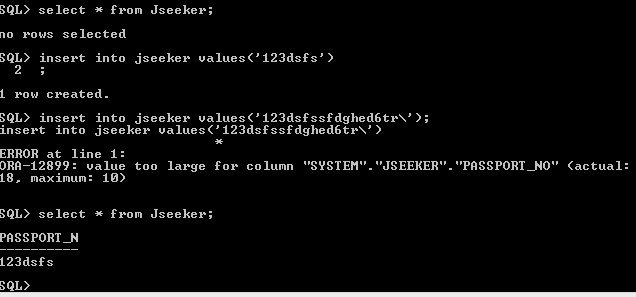 SQL> select * from Jseeker;
no rows selected
SQL> insert into jseeker values('123dsfs')
2 ;
1 row created.
SQL> insert into jseeker values('123dsfssfdghed6tr\');
insert into jseeker values('123dsfssfdghed6tr\')
*
ERROR at line 1:
ORA-12899: value too large for column "SYSTEM"."JSEEKER"."PASSPORT_NO" (actual:
18, maximum: 10)
SQL> select * from Jseeker;
PASSPORT_N
----------
123dsfs
SQL>